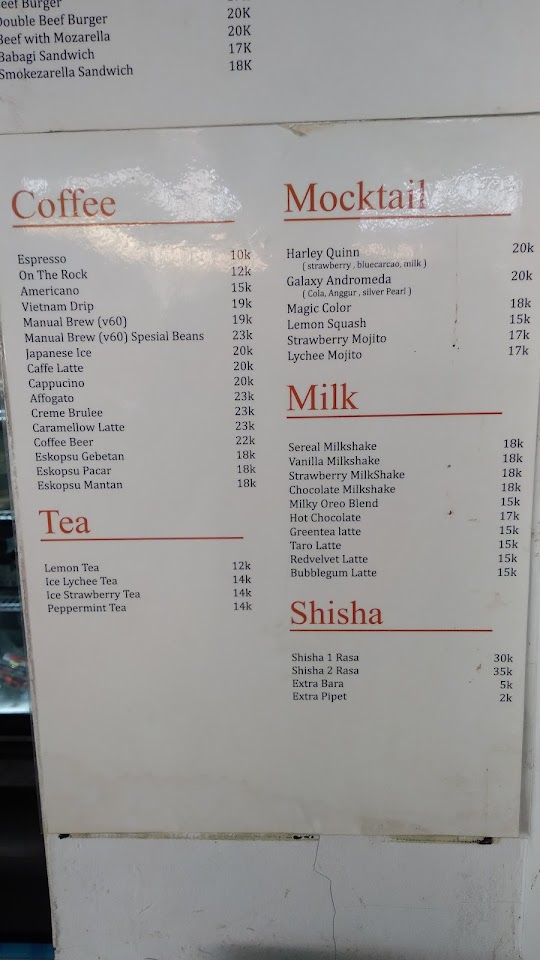 Beef Burger
Double Beef Burger 20K
Beef with Mozarella 20K
Babagi Sandwich 17K
Smokezarella Sandwich 18K
Coffee
Espresso 10k
On The Rock 12k
Americano 15k
Vietnam Drip 19k
Manual Brew (v60) 19k
Manual Brew (v60) Spesial Beans 23k
Japanese Ice 20k
Caffe Latte 20k
Cappucino 20k
Affogato 23k
Creme Brulee 23k
Caramellow Latte 23k
Coffee Beer 22k
Eskopsu Gebetan 18k
Eskopsu Pacar 18k
Eskopsu Mantan 18k
Tea
Lemon Tea 12k
Ice Lychee Tea 14k
Ice Strawberry Tea 14k
Peppermint Tea 14k
Mocktail
Harley Quinn 20k
( strawberry , bluecarcao, milk )
Galaxy Andromeda 20k
( Cola, Anggur , silver Pearl )
Magic Color 18k
Lemon Squash 15k
Strawberry Mojito 17k
Lychee Mojito 17k
Milk
Sereal Milkshake 18k
Vanilla Milkshake 18k
Strawberry MilkShake 18k
Chocolate Milkshake 18k
Milky Oreo Blend 15k
Hot Chocolate 17k
Greentea latte 15k
Taro Latte 15k
Redvelvet Latte 15k
Bubblegum Latte 15k
Shisha
Shisha 1 Rasa 30k
Shisha 2 Rasa 35k
Extra Bara 5k
Extra Pipet 2k